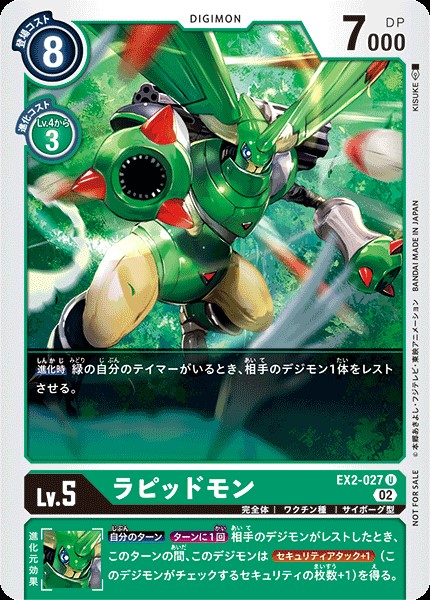 DIGIMON
登場コスト
8
7000
DP
進化コスト
Lv.4から
3
KISUKE
©本郷あきよし・フジテレビ・東映アニメーション BANDAI MADE IN JAPAN
NOT FOR SALE
進化時 緑の自分のテイマーがいるとき、相手のデジモン1体をレスト
させる。
EX2-027 U
02
Lv.5
ラピッドモン
完全体 | ワクチン種 | サイボーグ型
進化元効果
自分のターン ターンに1回 相手のデジモンがレストしたとき、
このターンの間、このデジモンは セキュリティアタック+1 (こ
のデジモンがチェックするセキュリティの枚数+1)を得る。